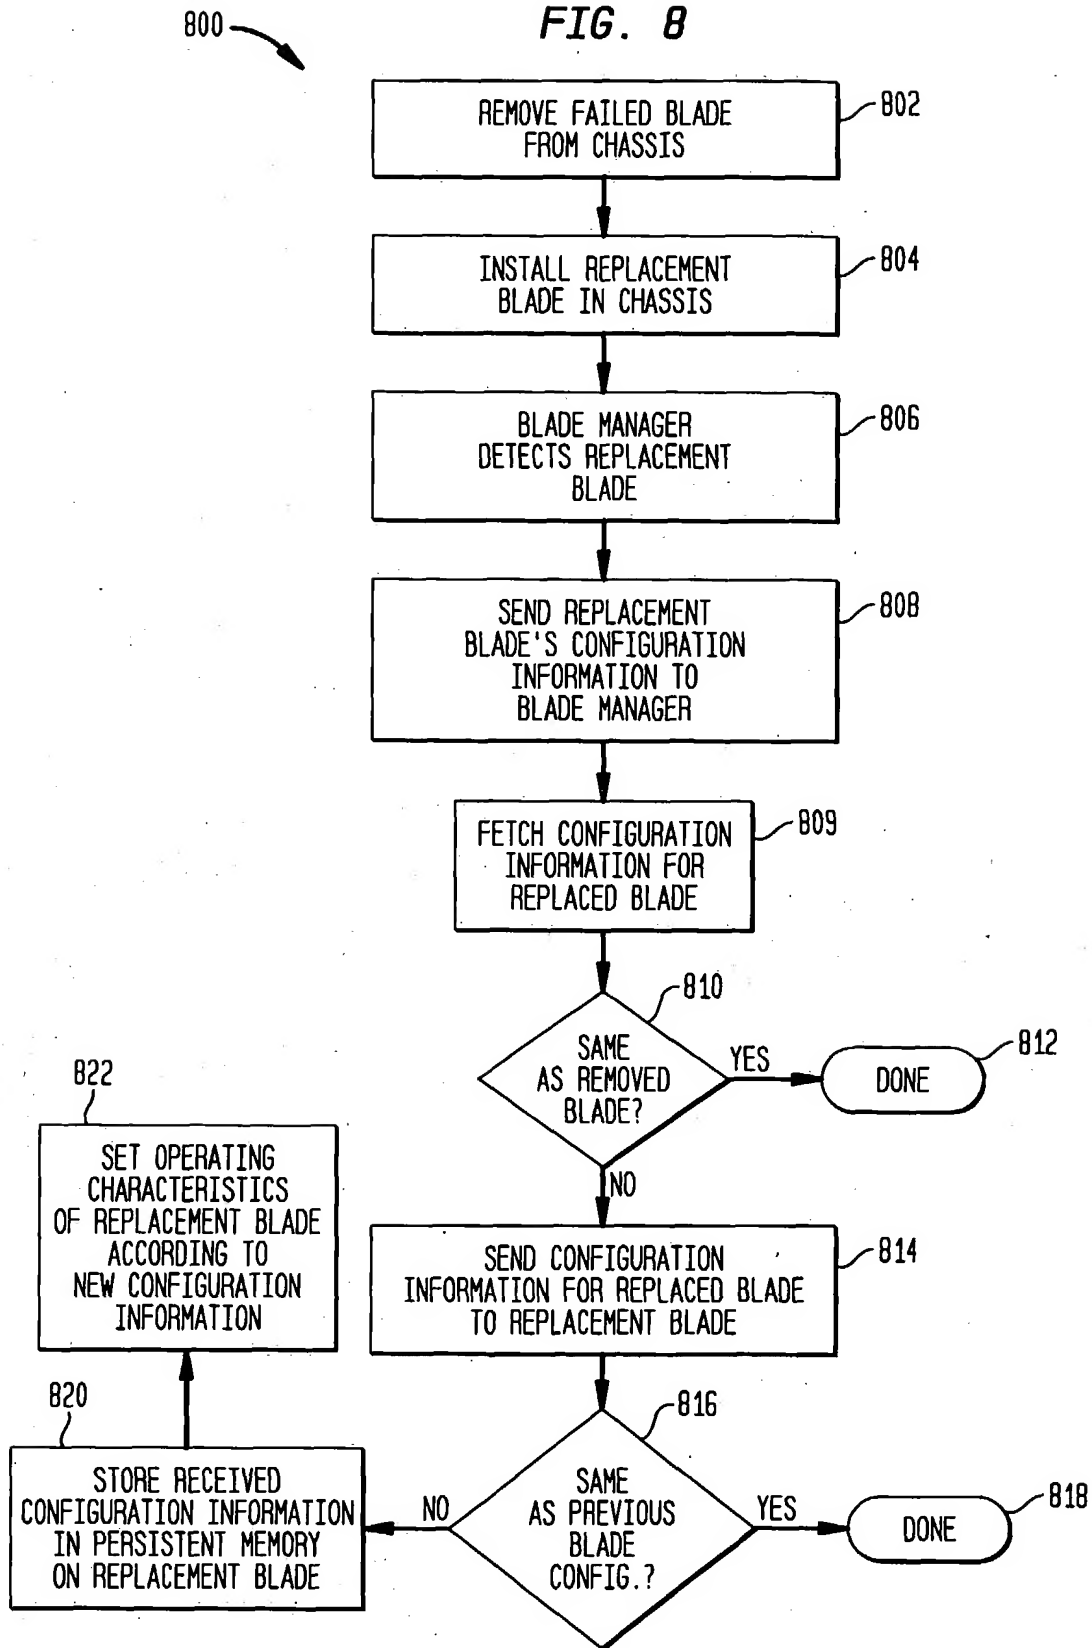 FIG. 8
800
REMOVE FAILED BLADE
FROM CHASSIS
802
INSTALL REPLACEMENT
BLADE IN CHASSIS
804
BLADE MANAGER
DETECTS REPLACEMENT
BLADE
806
SEND REPLACEMENT
BLADE'S CONFIGURATION
INFORMATION TO
BLADE MANAGER
808
FETCH CONFIGURATION
INFORMATION FOR
REPLACED BLADE
809
810
SAME
AS REMOVED
BLADE?
YES
DONE
812
NO
SEND CONFIGURATION
INFORMATION FOR REPLACED BLADE
TO REPLACEMENT BLADE
814
816
SAME
AS PREVIOUS
BLADE
CONFIG.?
YES
DONE
818
NO
820
STORE RECEIVED
CONFIGURATION INFORMATION
IN PERSISTENT MEMORY
ON REPLACEMENT BLADE
822
SET OPERATING
CHARACTERISTICS
OF REPLACEMENT BLADE
ACCORDING TO
NEW CONFIGURATION
INFORMATION